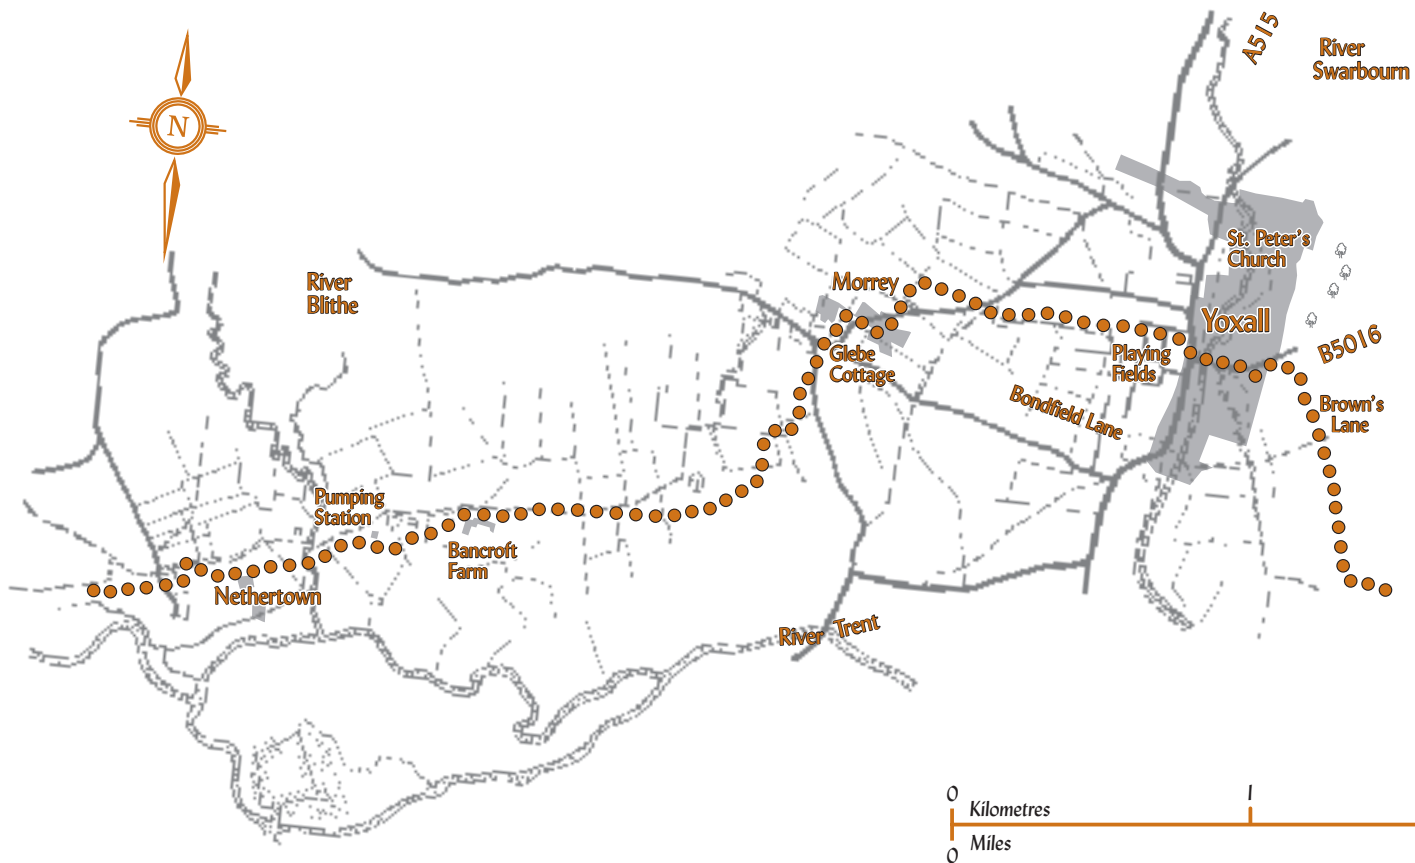 A515
River
Swarbourn
N
St. Peter's
Church
River
Blithe
Morrey
Yoxall
B5016
Glebe
Cottage
Playing
Fields
Bondfield Lane
Brown's
Lane
Pumping
Station
Bancroft
Farm
Nethertown
River Trent
0
1
Kilometres
Miles
0